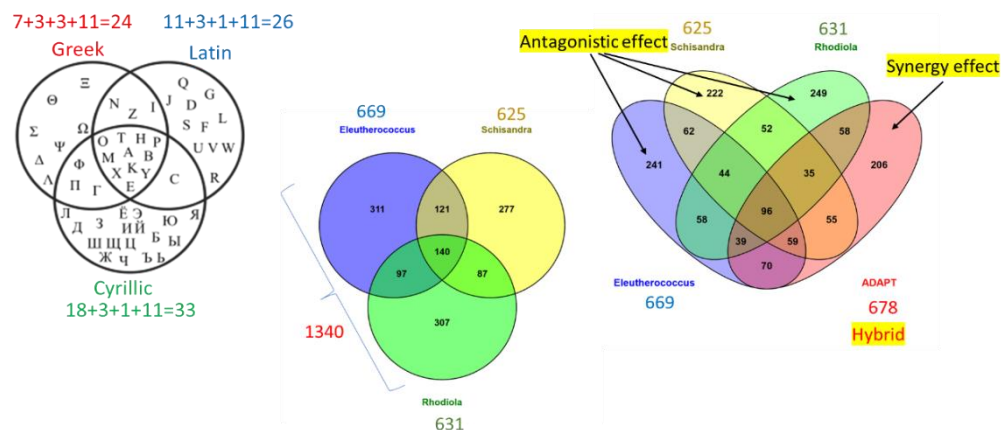 7+3+3+11=24
Greek
11+3+1+11=26
Latin
Ξ
Θ
Σ
Ω
Ψ
Δ
Φ
Λ
Π
Γ
N
Z
I
Q
J
D
G
S
F
L
U V W
R
O T H P
M A B
X K Y
E
C
Л
Ё Э
Ю
Я
Д
З
И Й
Б
Ы
Ш Щ Ц
Ж
Ч
Ъ Ь
Cyrillic
18+3+1+11=33
669
Eleutherococcus
625
Schisandra
311
121
277
140
97
87
307
1340
Rhodiola
631
Antagonistic effect
625
Schisandra
631
Rhodiola
Synergy effect
222
249
62
52
58
241
44
35
206
58
96
55
39
59
70
Eleutherococcus
669
ADAPT
678
Hybrid